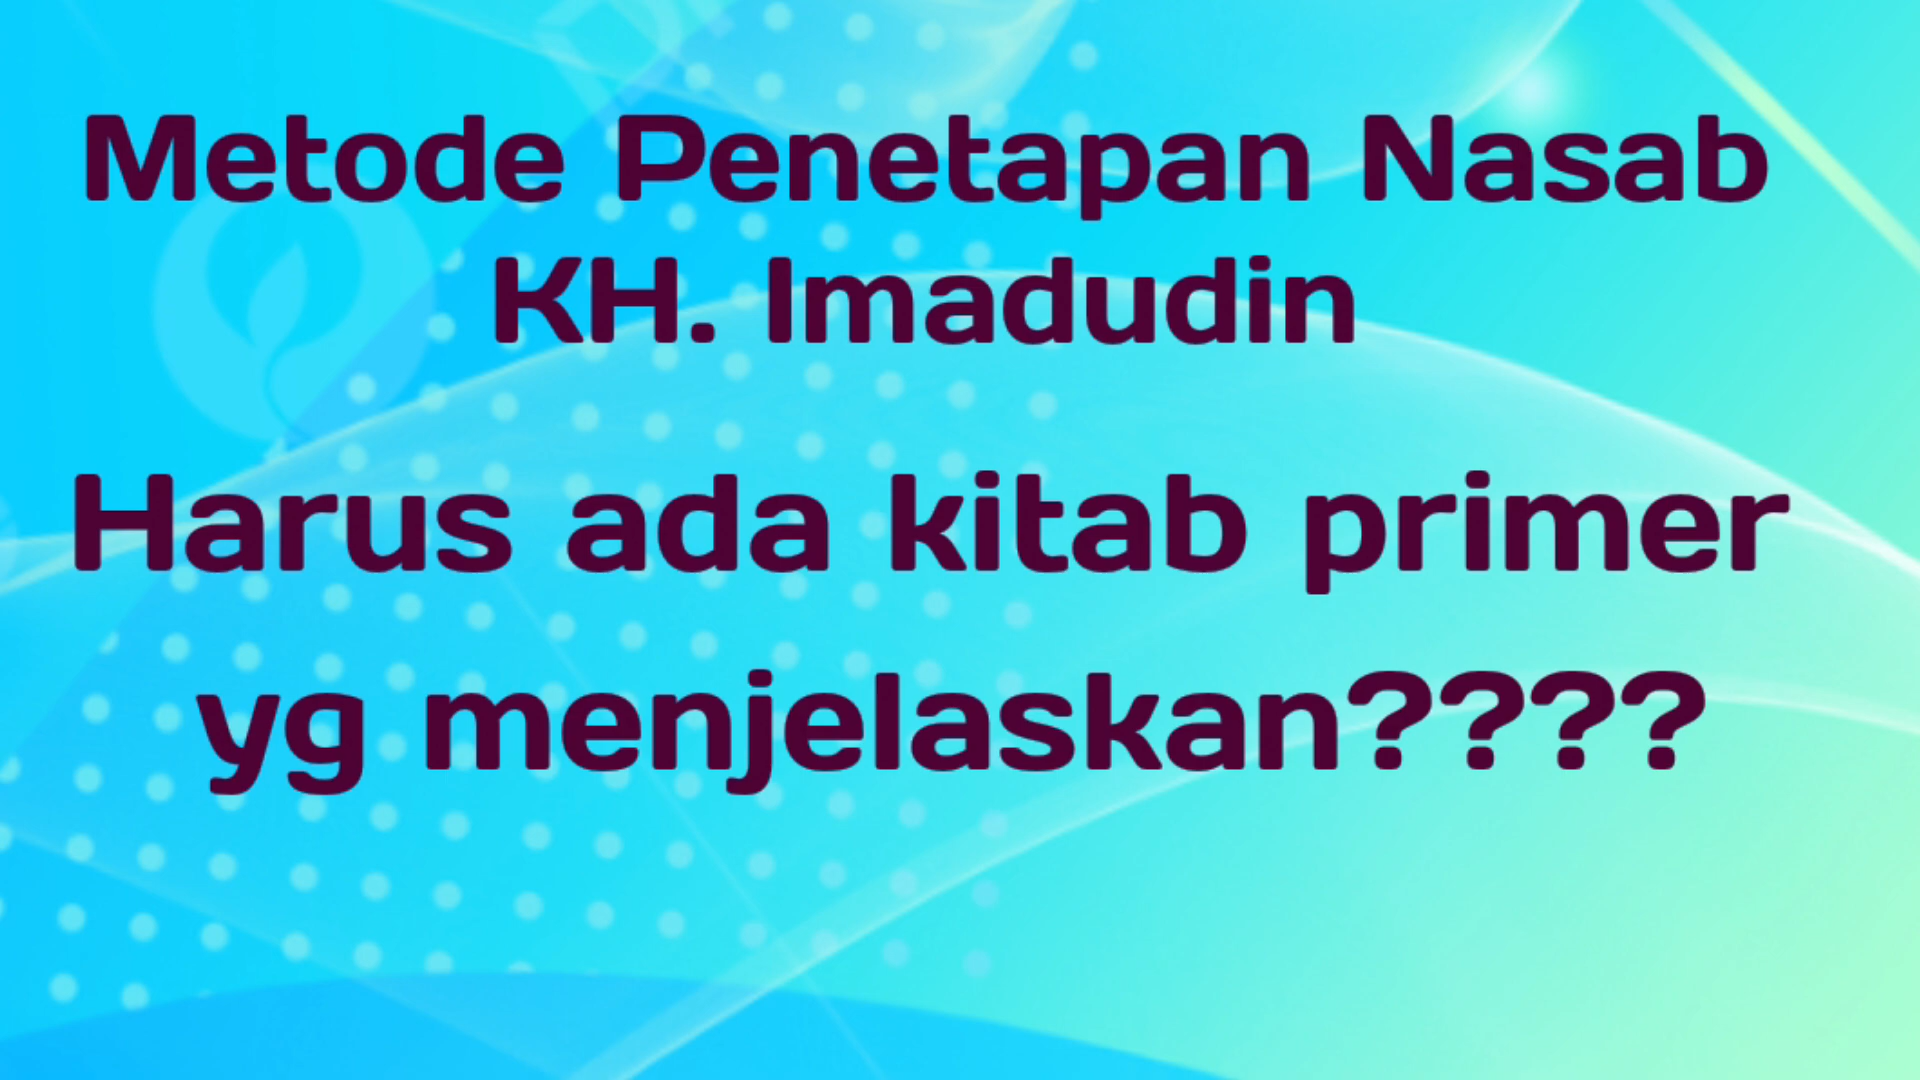 Metode Penetapan Nasab
KH. Imadudin
Harus ada kitab primer
yg menjelaskan????